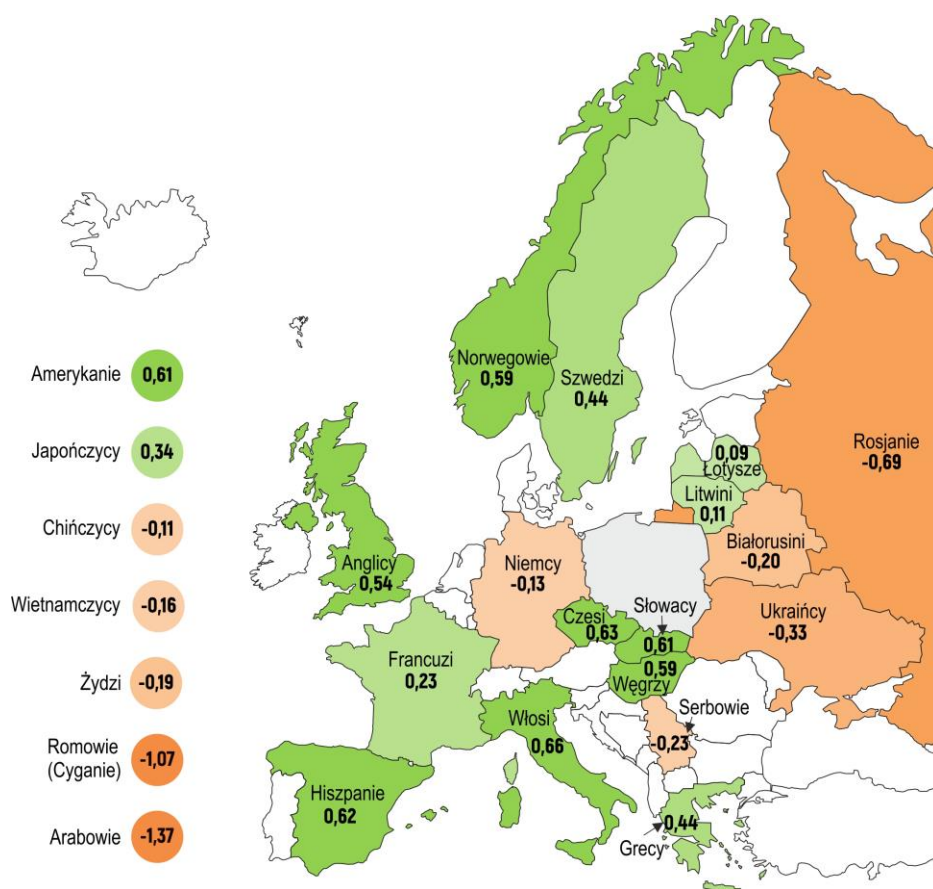 Amerykanie 0,61
Japończycy 0,34
Chińczycy -0,11
Wietnamczycy -0,16
Żydzi -0,19
Romowie
(Cyganie) -1,07
Arabowie -1,37
Norwegowie
0,59
Szwedzi
0,44
Rosjanie
-0,69
0,09
Łotysze
Litwini
0,11
Białorusini
-0,20
Anglicy
0,54
Niemcy
-0,13
Słowacy
0,61
Czesi
0,63
Ukraińcy
-0,33
0,59
Węgrzy
Francuzi
0,23
Serbowie
-0,23
Włosi
0,66
Hiszpanie
0,62
0,44
Grecy